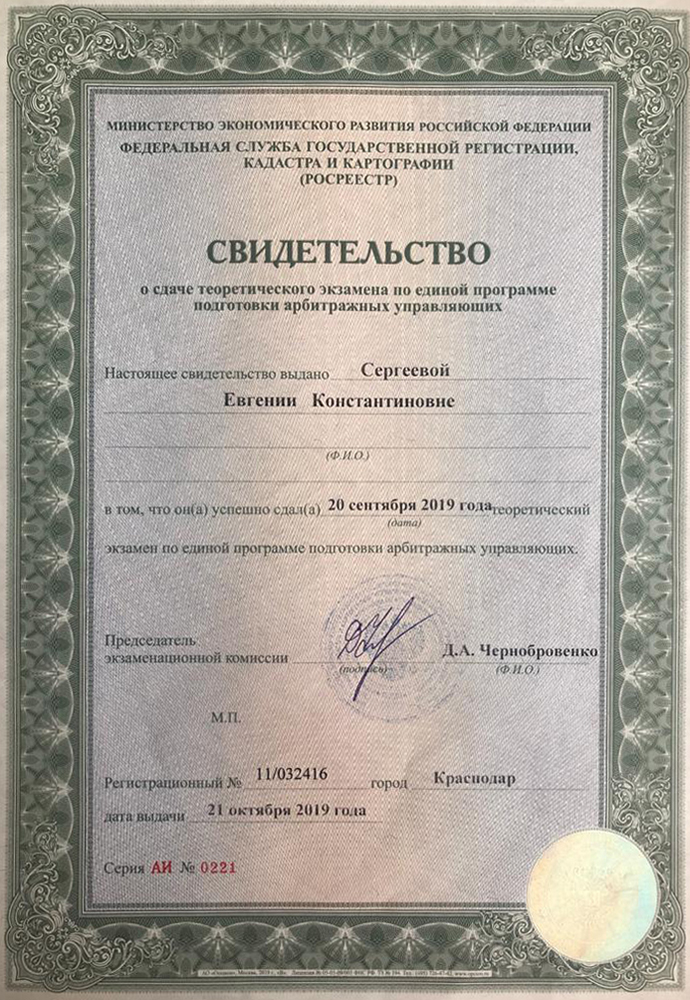 МИНИСТЕРСТВО ЭКОНОМИЧЕСКОГО РАЗВИТИЯ РОССИЙСКОЙ ФЕДЕРАЦИИ
ФЕДЕРАЛЬНАЯ СЛУЖБА ГОСУДАРСТВЕННОЙ РЕГИСТРАЦИИ,
КАДАСТРА И КАРТОГРАФИИ
(РОСРЕЕСТР)
СВИДЕТЕЛЬСТВО
о сдаче теоретического экзамена по единой программе
подготовки арбитражных управляющих
Настоящее свидетельство выдано Сергеевой
Евгении Константиновне
(Ф.И.О.)
в том, что он(а) успешно сдал(а) 20 сентября 2019 года теоретический
(дата)
экзамен по единой программе подготовки арбитражных управляющих.
Председатель
экзаменационной комиссии Д.А. Чернобровенко
(подпись) (Ф.И.О.)
М.П.
Регистрационный № 11/032416 город Краснодар
дата выдачи 21 октября 2019 года
Серия АИ № 0221